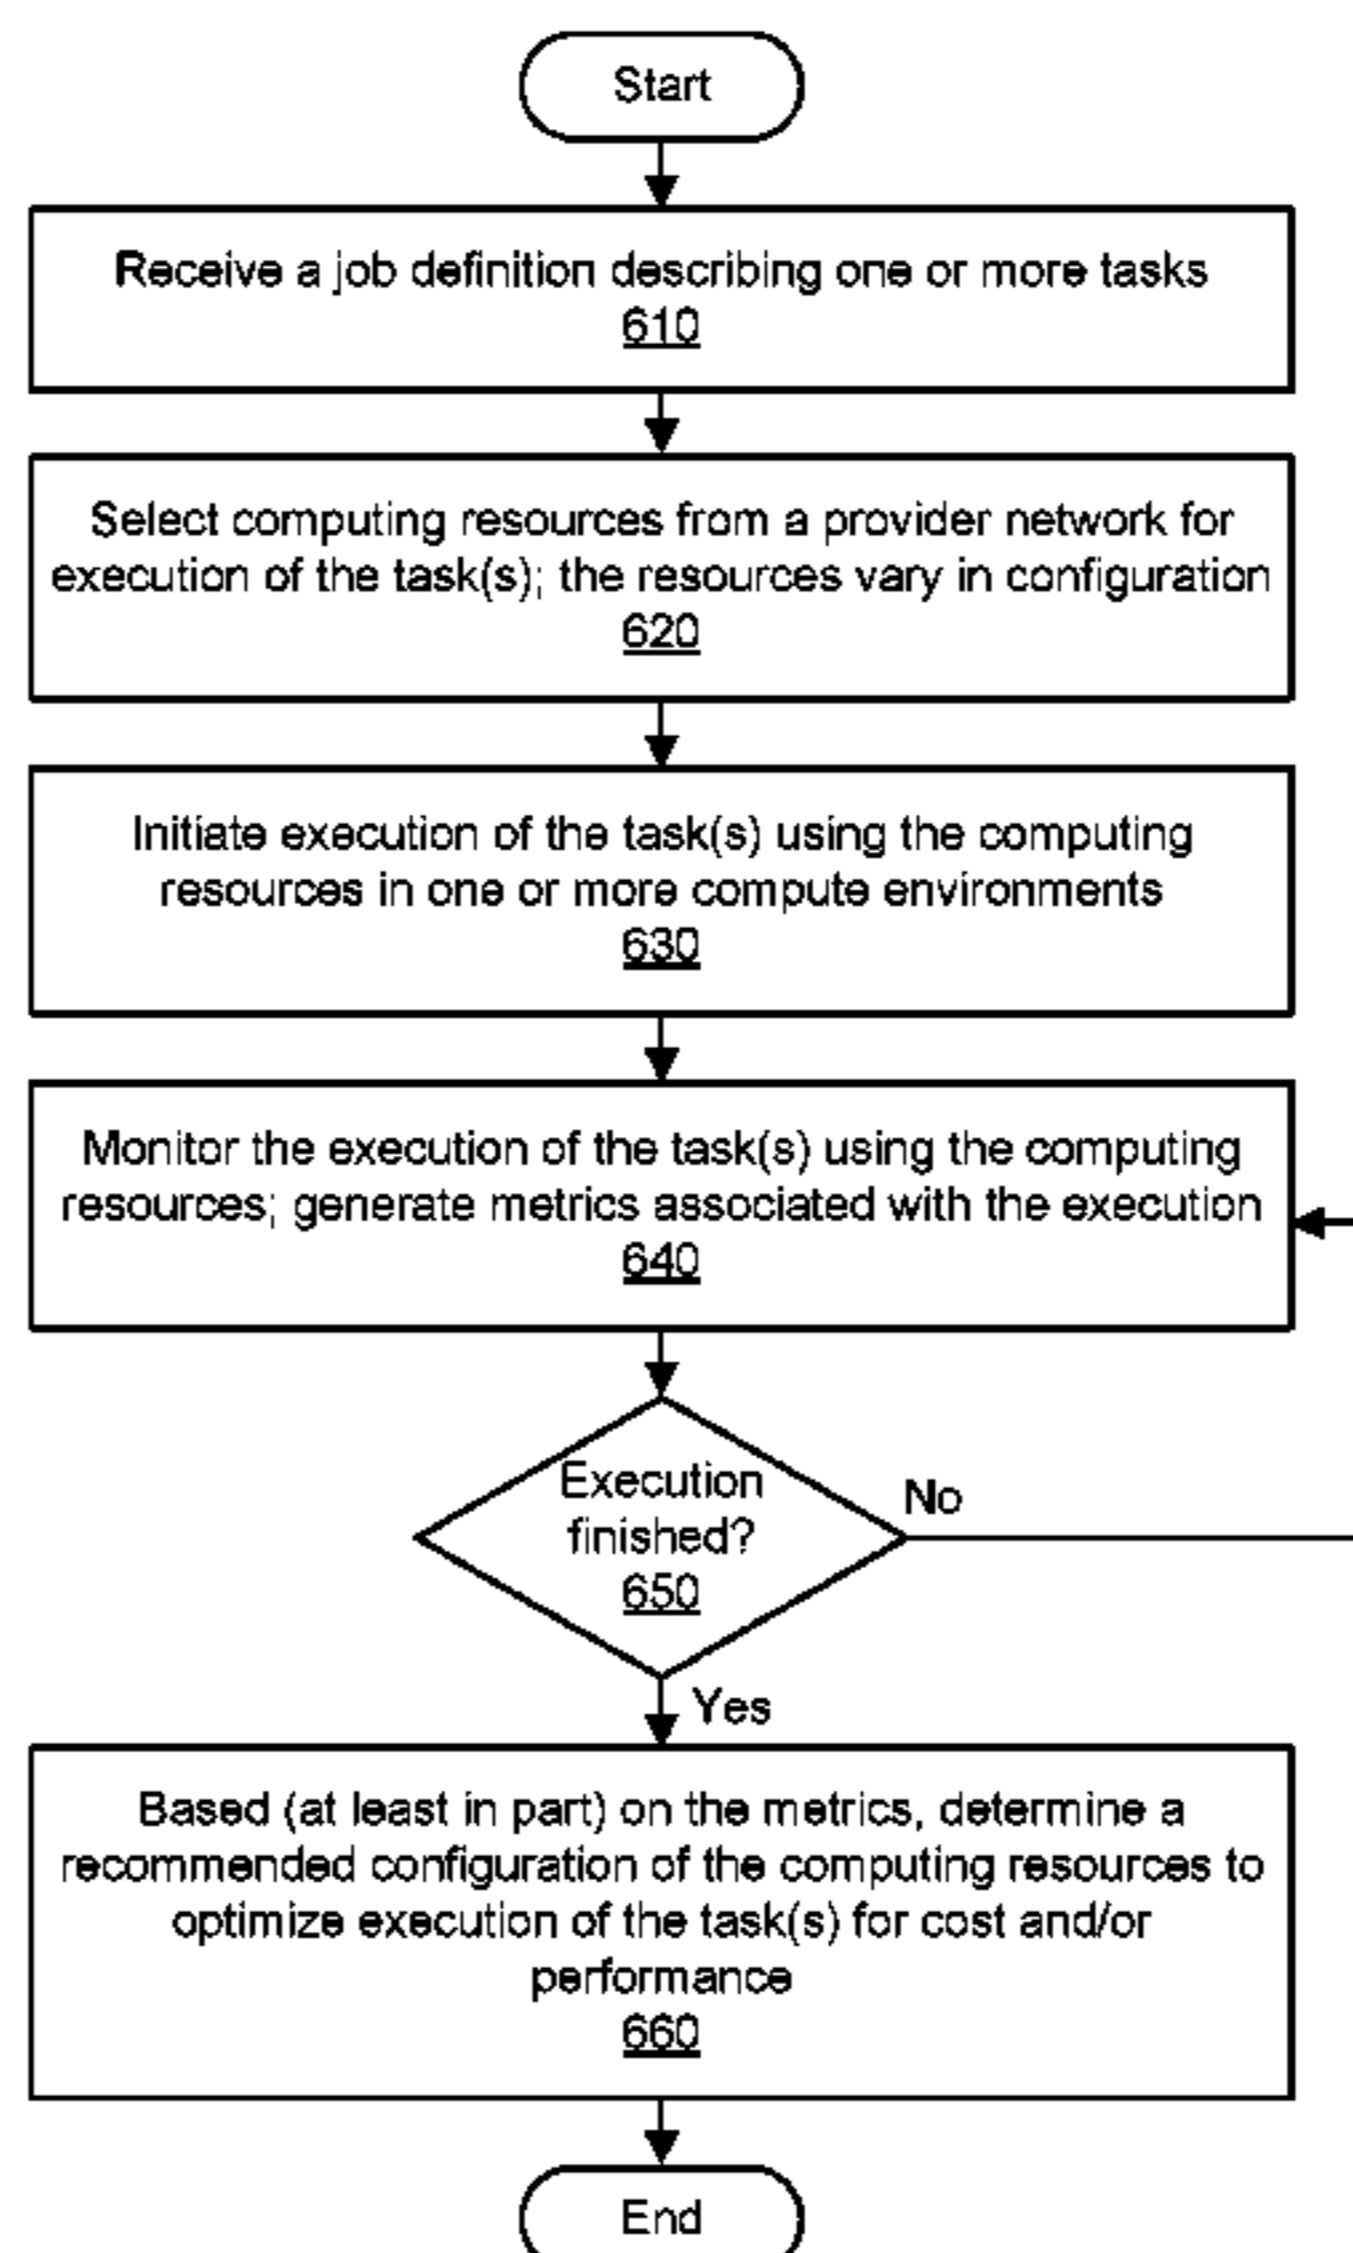 Start
Receive a job definition describing one or more tasks
610
Select computing resources from a provider network for
execution of the task(s); the resources vary in configuration
620
Initiate execution of the task(s) using the computing
resources in one or more compute environments
630
Monitor the execution of the task(s) using the computing
resources; generate metrics associated with the execution
640
Execution
finished?
650
No
Yes
Based (at least in part) on the metrics, determine a
recommended configuration of the computing resources to
optimize execution of the task(s) for cost and/or
performance
660
End